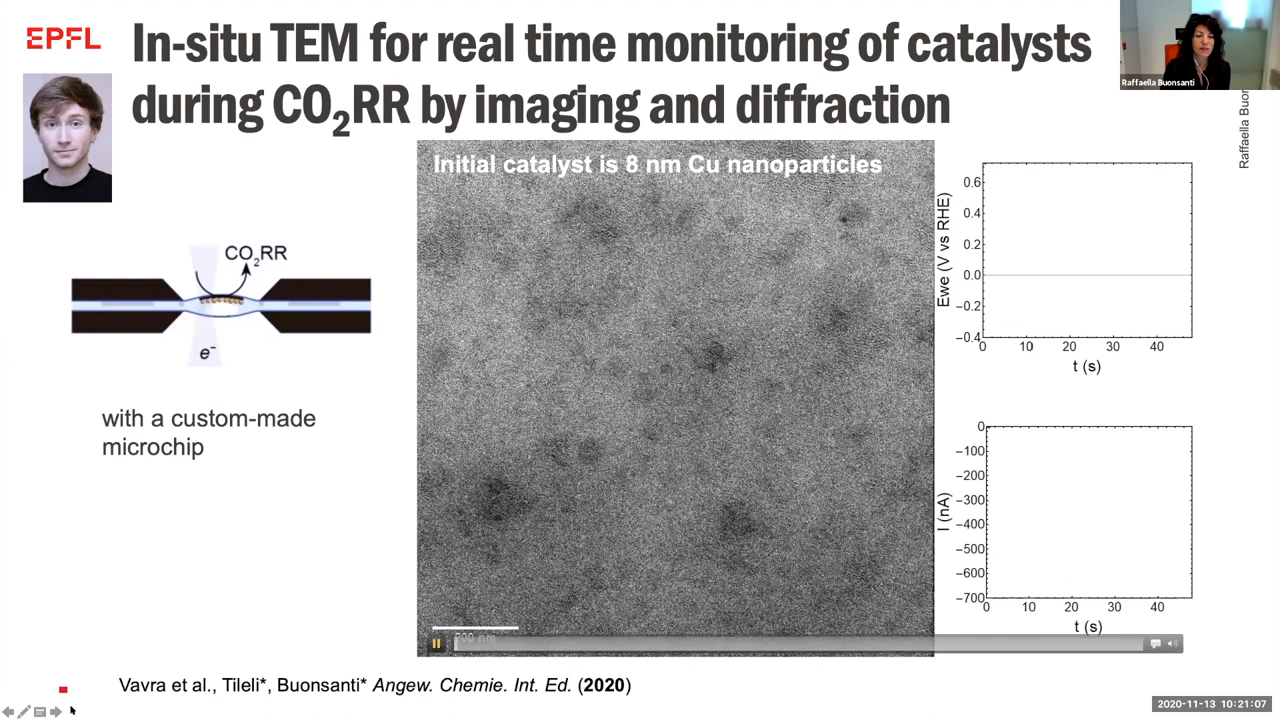 EPFL
In-situ TEM for real time monitoring of catalysts
during CO₂RR by imaging and diffraction
Raffaella Buonsanti
Raffaella Buon
CO₂RR
e⁻
with a custom-made
microchip
Initial catalyst is 8 nm Cu nanoparticles
200 nm
Ewe (V vs RHE)
0.6
0.4
0.2
0.0
−0.2
−0.4
0 10 20 30 40
t (s)
I (nA)
0
−100
−200
−300
−400
−500
−600
−700
0 10 20 30 40
t (s)
Vavra et al., Tileli*, Buonsanti* Angew. Chemie. Int. Ed. (2020)
2020-11-13 10:21:07